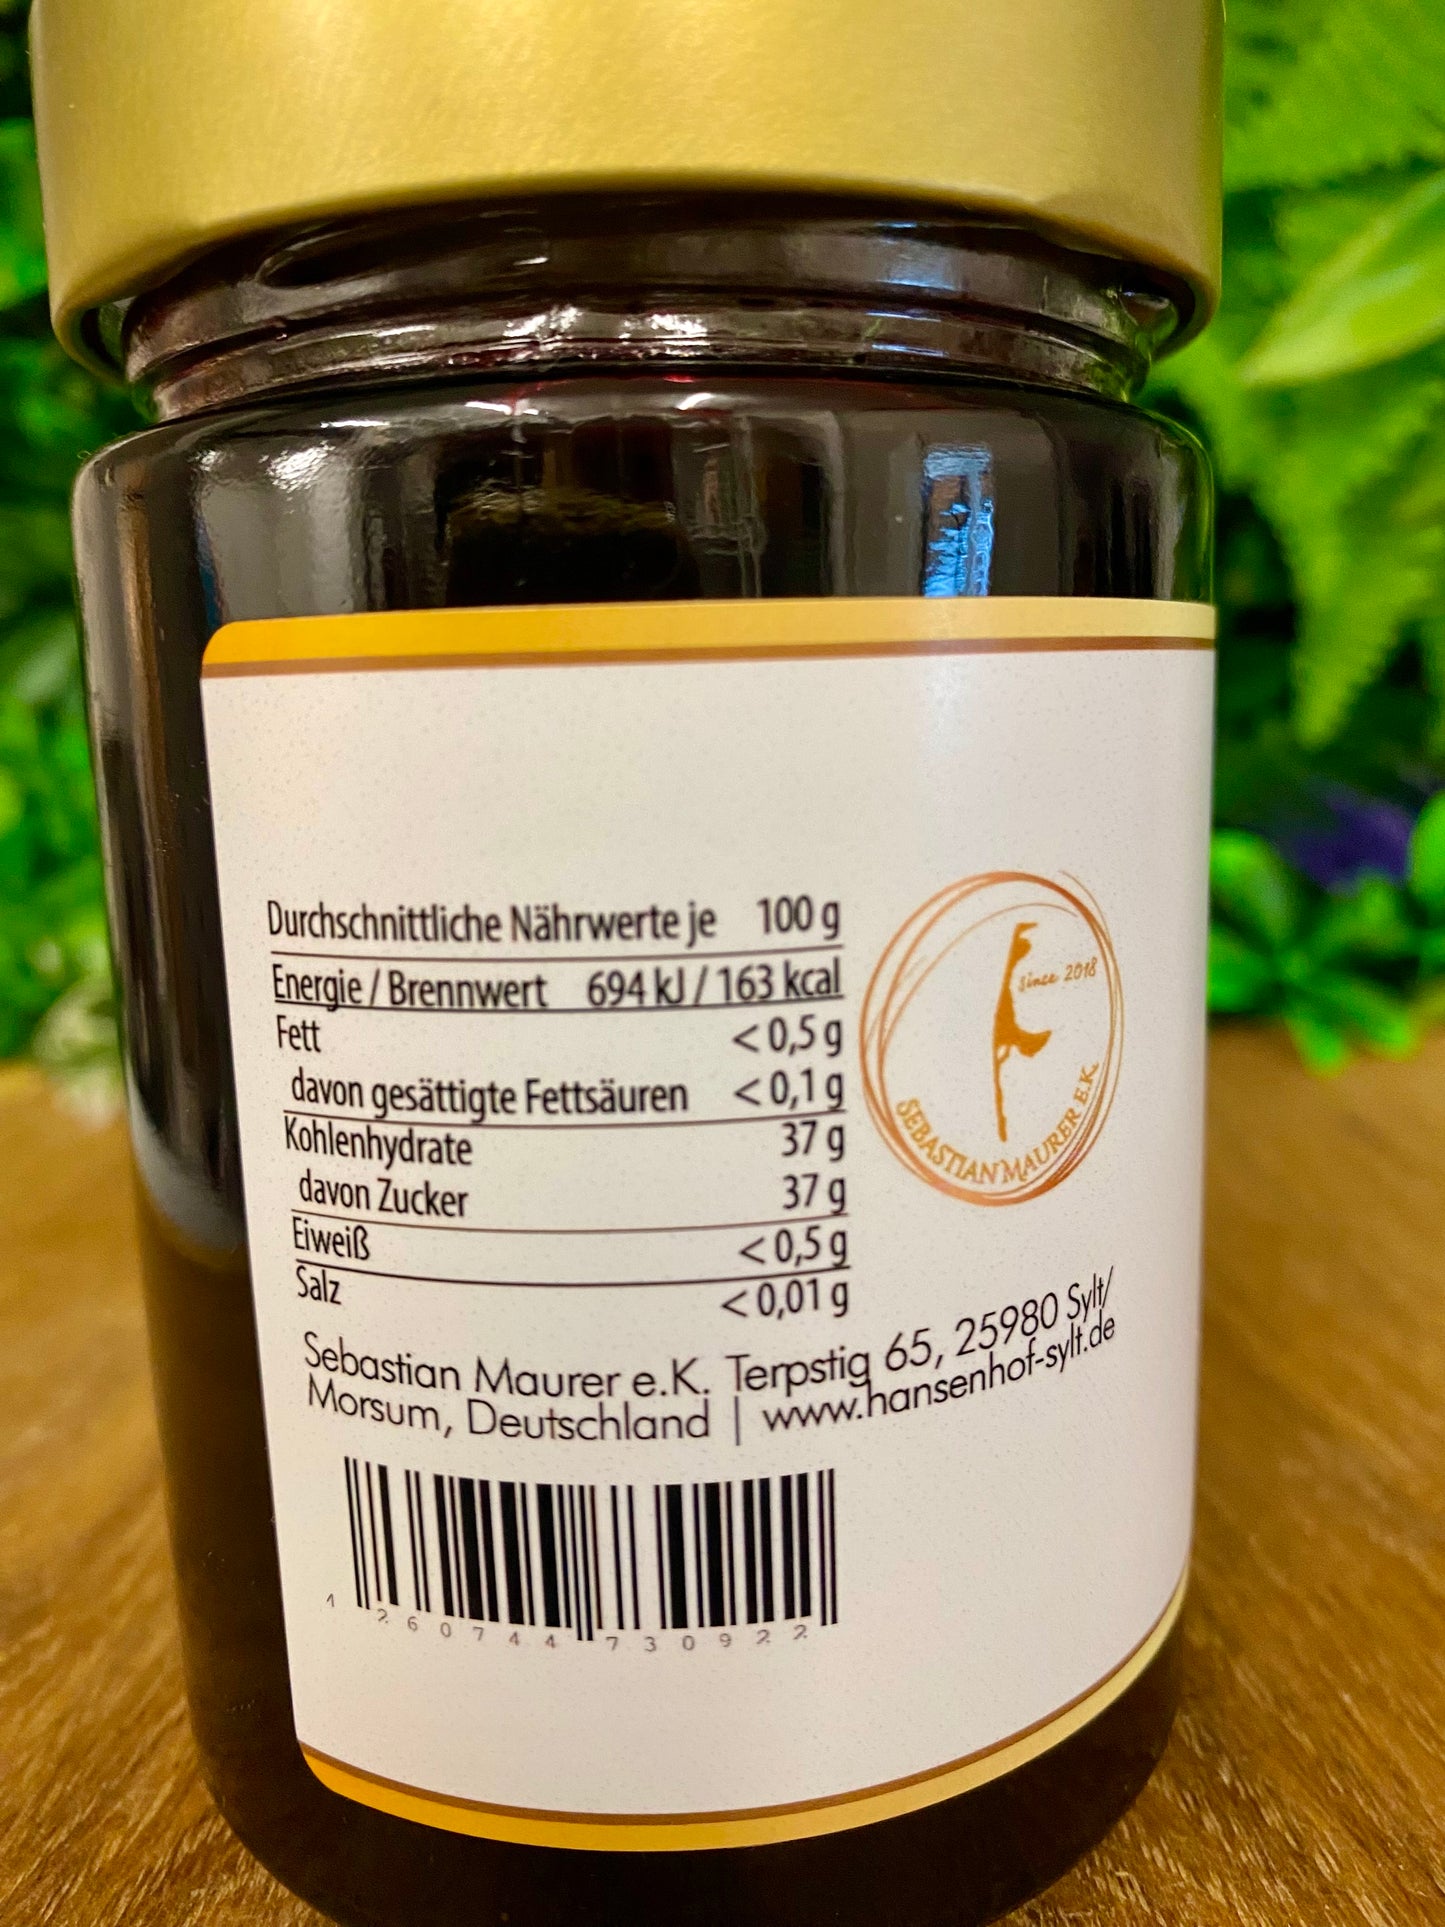 Durchschnittliche Nährwerte je 100 g
Energie / Brennwert 694 kJ / 163 kcal
Fett < 0,5 g
davon gesättigte Fettsäuren < 0,1 g
Kohlenhydrate 37 g
davon Zucker 37 g
Eiweiß < 0,5 g
Salz < 0,01 g
since 2018
SEBASTIAN MAURER E.K.
Sebastian Maurer e.K. Terpstig 65, 25980 Sylt/
Morsum, Deutschland | www.hansenhof-sylt.de
1 260744 730922